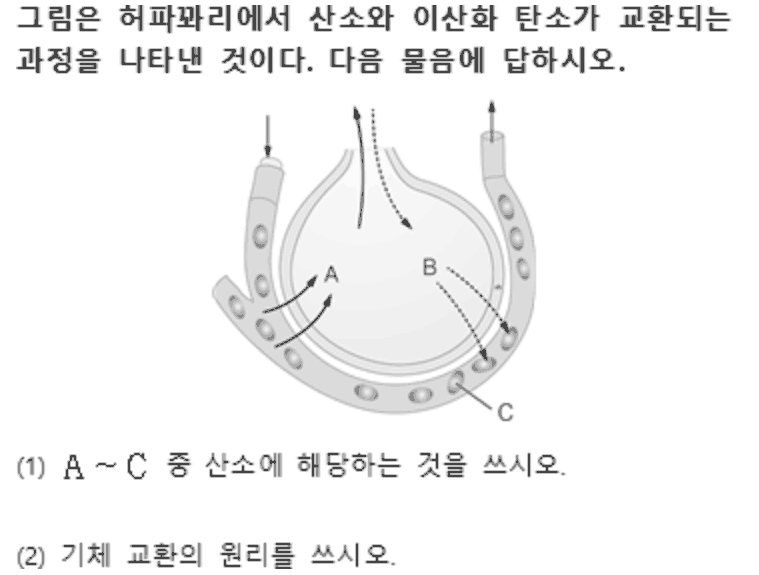 그림은 허파꽈리에서 산소와 이산화 탄소가 교환되는
과정을 나타낸 것이다. 다음 물음에 답하시오.
A
B
C
(1) A ~ C 중 산소에 해당하는 것을 쓰시오.
(2) 기체 교환의 원리를 쓰시오.